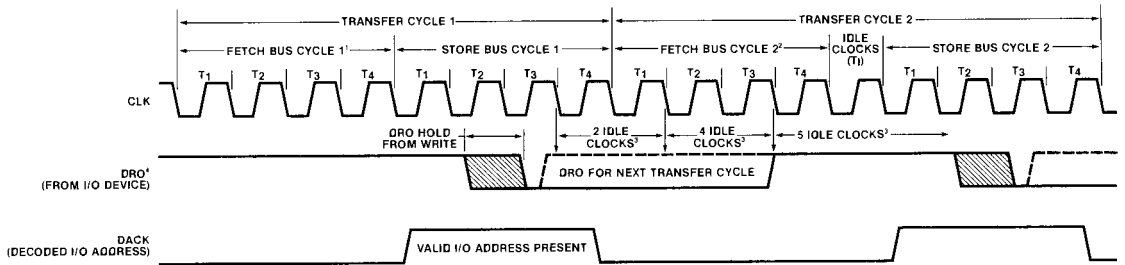 TRANSFER CYCLE 1
TRANSFER CYCLE 2
FETCH BUS CYCLE 1¹
STORE BUS CYCLE 1
FETCH BUS CYCLE 2²
IDLE
CLOCKS
(TI)
STORE BUS CYCLE 2
T1 T2 T3 T4 T1 T2 T3 T4 T1 T2 T3 T4 T1 T2 T3 T4
CLK
DRQ HOLD
FROM WRITE
2 IDLE
CLOCKS³
4 IDLE
CLOCKS³
5 IDLE CLOCKS³
DRQ⁴
(FROM I/O DEVICE)
DRQ FOR NEXT TRANSFER CYCLE
DACK
(DECODED I/O ADDRESS)
VALID I/O ADDRESS PRESENT